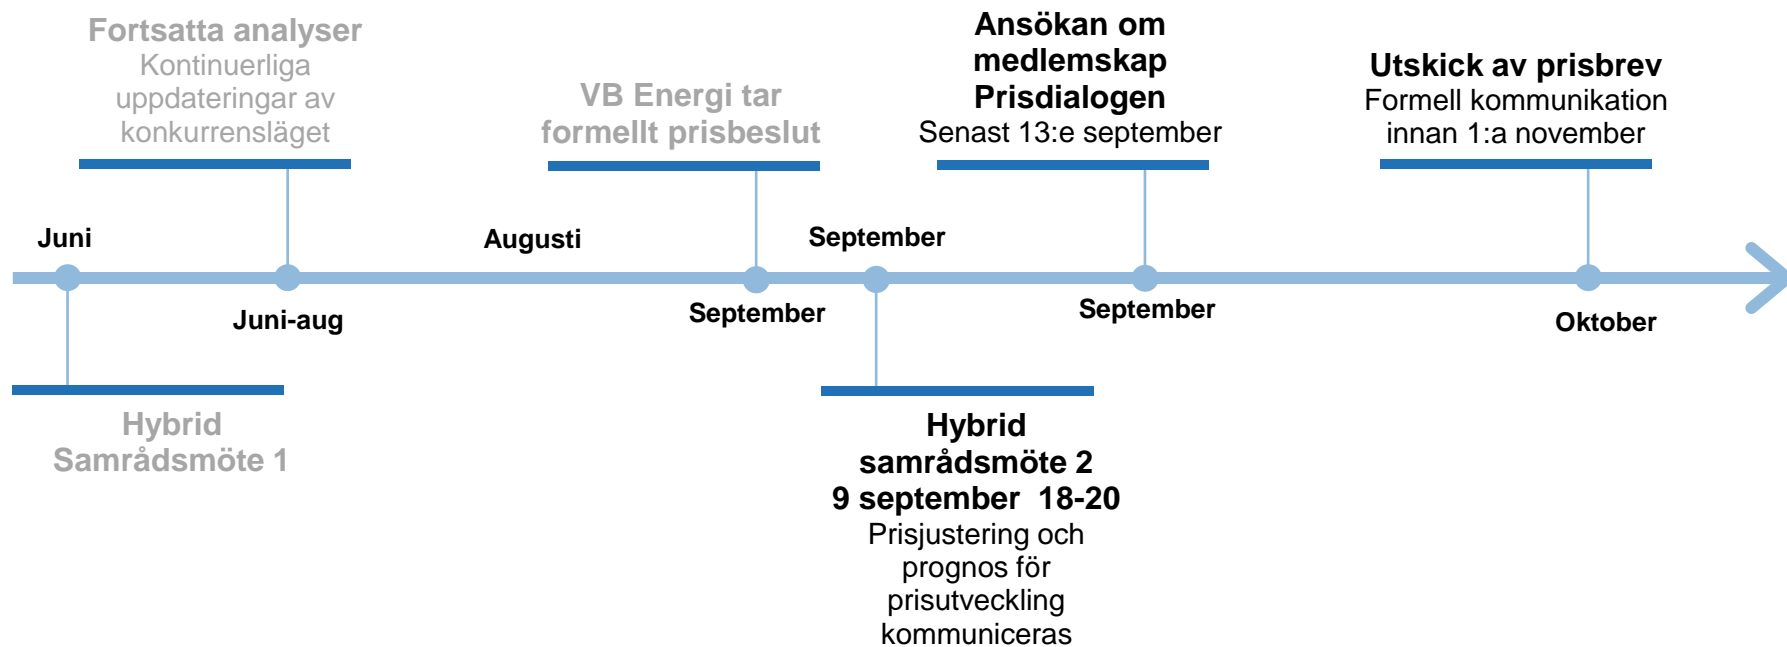 Fortsatta analyser
Kontinuerliga
uppdateringar av
konkurrensläget
VB Energi tar
formellt prisbeslut
Ansökan om
medlemskap
Prisdialogen
Senast 13:e september
Utskick av prisbrev
Formell kommunikation
innan 1:a november
Juni
Augusti
September
Juni-aug
September
September
Oktober
Hybrid
Samrådsmöte 1
Hybrid
samrådsmöte 2
9 september 18-20
Prisjustering och
prognos för
prisutveckling
kommuniceras